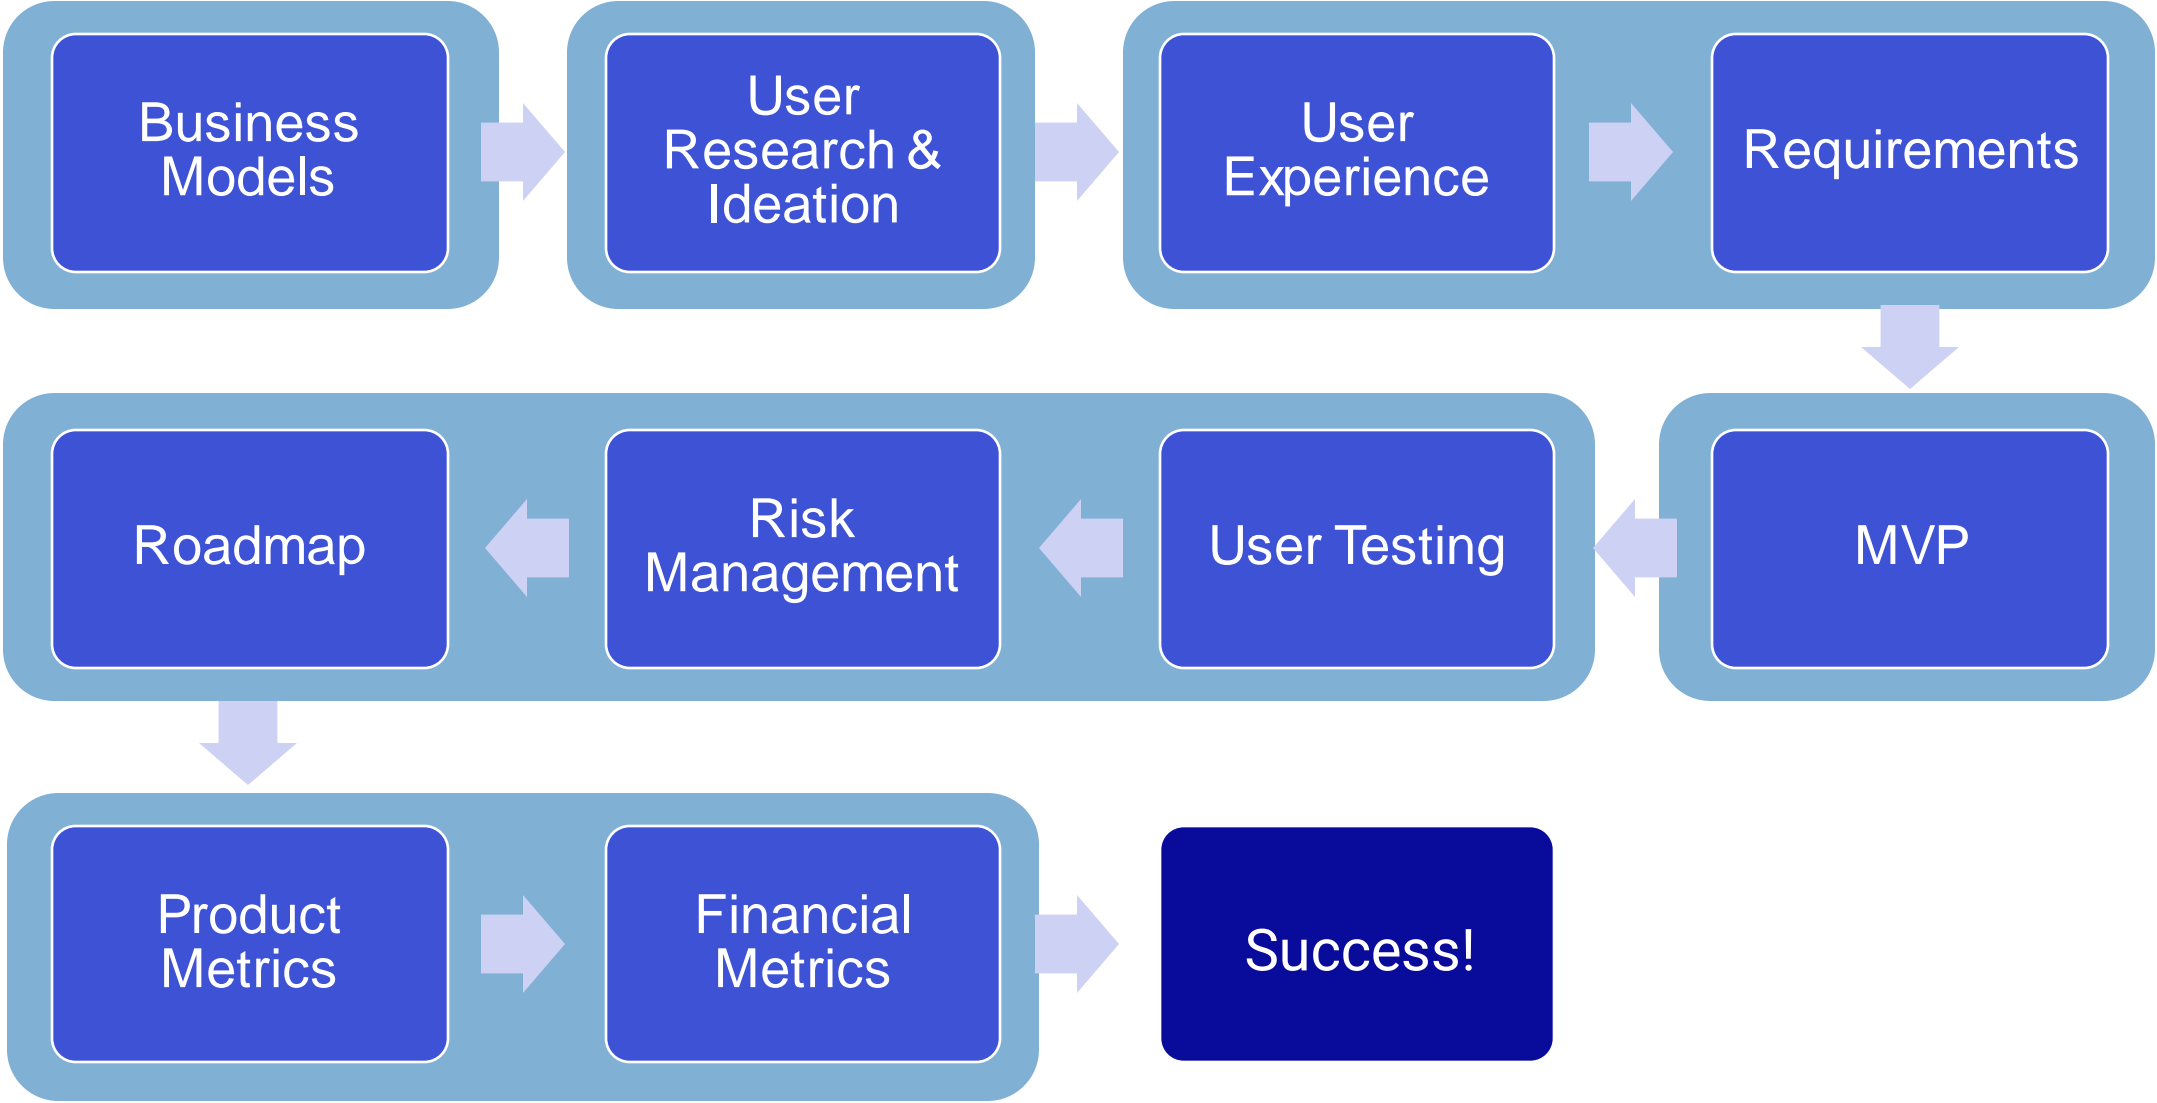 Business
Models
User
Research &
Ideation
User
Experience
Requirements
Roadmap
Risk
Management
User Testing
MVP
Product
Metrics
Financial
Metrics
Success!